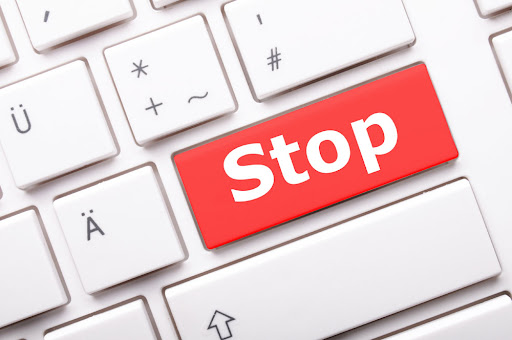 '
#
*
+ ~
Ü
Stop
Ä
⇧